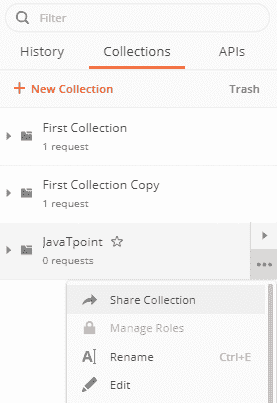 Filter
History Collections APIs
+ New Collection Trash
First Collection
1 request
First Collection Copy
1 request
JavaTpoint
0 requests
Share Collection
Manage Roles
Rename Ctrl+E
Edit